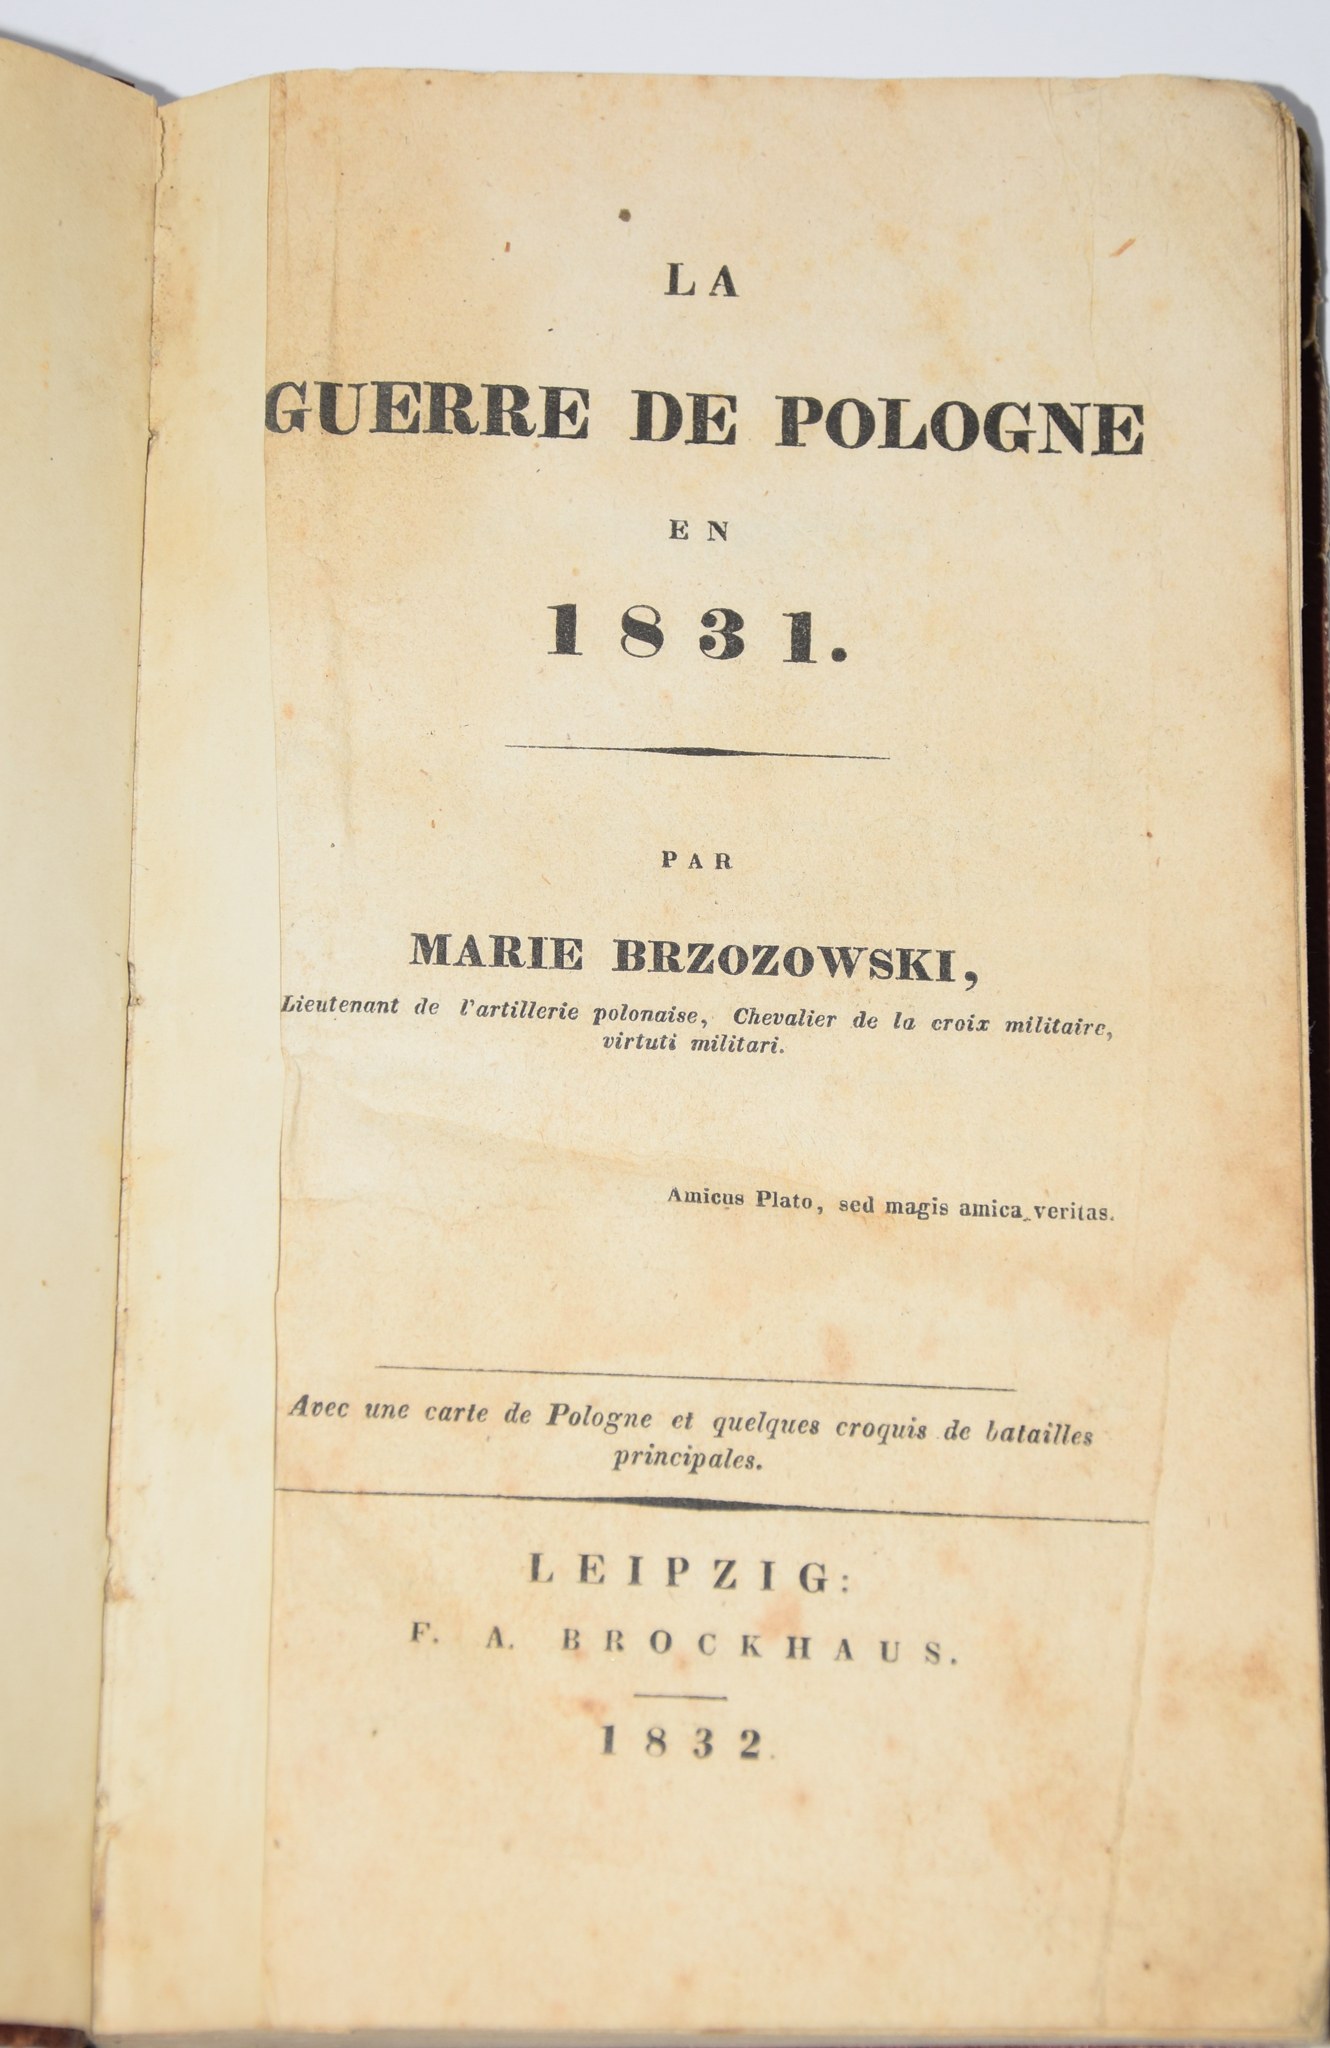 LA
GUERRE DE POLOGNE
EN
1831.
PAR
MARIE BRZOZOWSKI,
Lieutenant de l'artillerie polonaise, Chevalier de la croix militaire,
virtuti militari.
Amicus Plato, sed magis amica veritas.
Avec une carte de Pologne et quelques croquis de batailles
principales.
LEIPZIG:
F. A. BROCKHAUS.
1832.